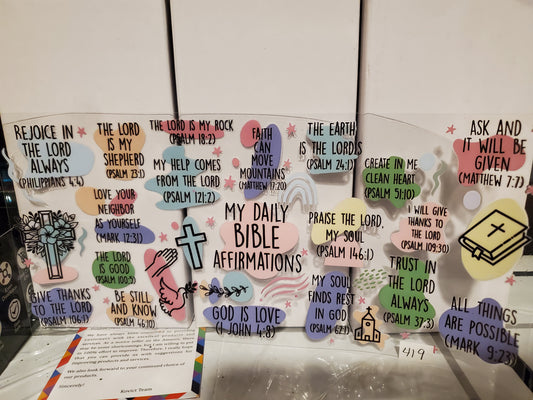 REJOICE IN
THE LORD
ALWAYS
(PHILIPPIANS 4:4)
THE LORD
IS MY
SHEPHERD
(PSALM 23:1)
THE LORD IS MY ROCK
(PSALM 18:2)
FAITH
CAN
MOVE
MOUNTAINS
(MATTHEW 17:20)
THE EARTH
IS THE LORD'S
(PSALM 24:1)
ASK AND
IT WILL BE
GIVEN
(MATTHEW 7:7)
MY HELP COMES
FROM THE LORD
(PSALM 121:2)
CREATE IN ME
CLEAN HEART
(PSALM 51:10)
LOVE YOUR
NEIGHBOR
AS YOURSELF
(MARK 12:31)
MY DAILY
BIBLE
AFFIRMATIONS
PRAISE THE LORD,
MY SOUL
(PSALM 146:1)
I WILL GIVE
THANKS TO
THE LORD
(PSALM 109:30)
THE LORD
IS GOOD
(PSALM 100:5)
TRUST IN
THE LORD
ALWAYS
(PSALM 37:3)
GIVE THANKS
TO THE LORD
(PSALM 106:1)
BE STILL
AND KNOW
(PSALM 46:10)
GOD IS LOVE
(1 JOHN 4:8)
MY SOUL
FINDS REST
IN GOD
(PSALM 62:1)
ALL THINGS
ARE POSSIBLE
(MARK 9:23)
419
We also look forward to your continued choice of
our products.
Sincerely!
Team